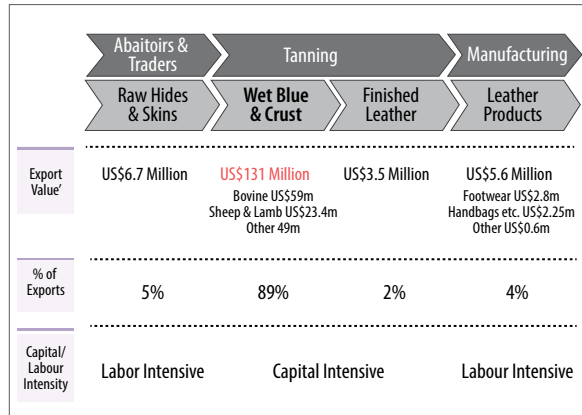 Abaitoirs &
Traders
Tanning
Manufacturing
Raw Hides
& Skins
Wet Blue
& Crust
Finished
Leather
Leather
Products
Export
Value'
US$6.7 Million
US$131 Million
Bovine US$59m
Sheep & Lamb US$23.4m
Other 49m
US$3.5 Million
US$5.6 Million
Footwear US$2.8m
Handbags etc. US$2.25m
Other US$0.6m
% of
Exports
5%
89%
2%
4%
Capital/
Labour
Intensity
Labor Intensive
Capital Intensive
Labour Intensive